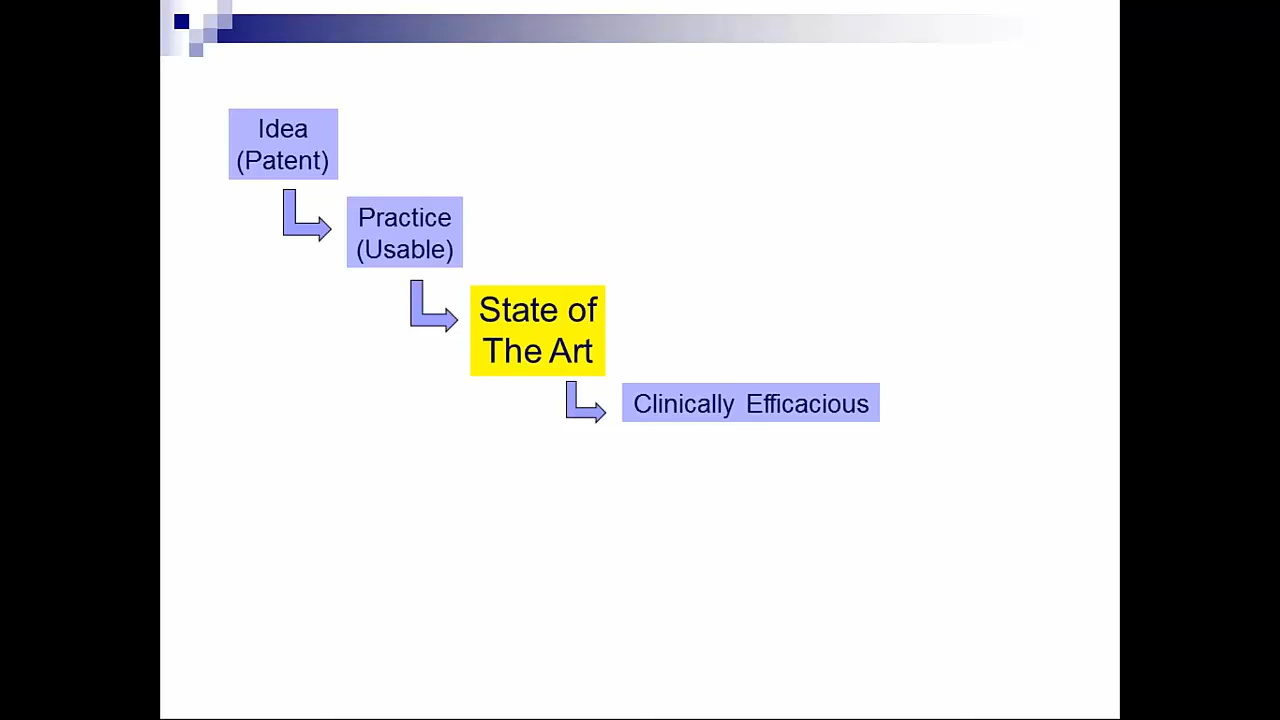 Idea
(Patent)
Practice
(Usable)
State of
The Art
Clinically Efficacious